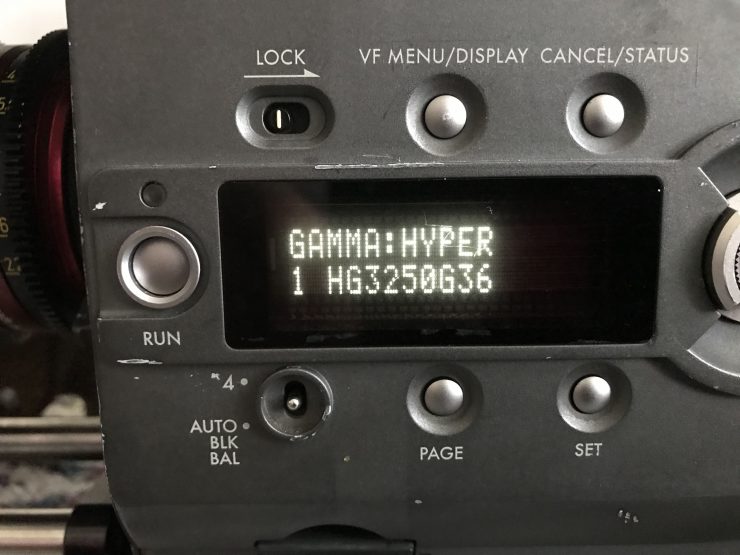 LOCK
VF MENU/DISPLAY CANCEL/STATUS
GAMMA:HYPER
1 HG3250G36
RUN
4
AUTO
BLK
BAL
PAGE
SET